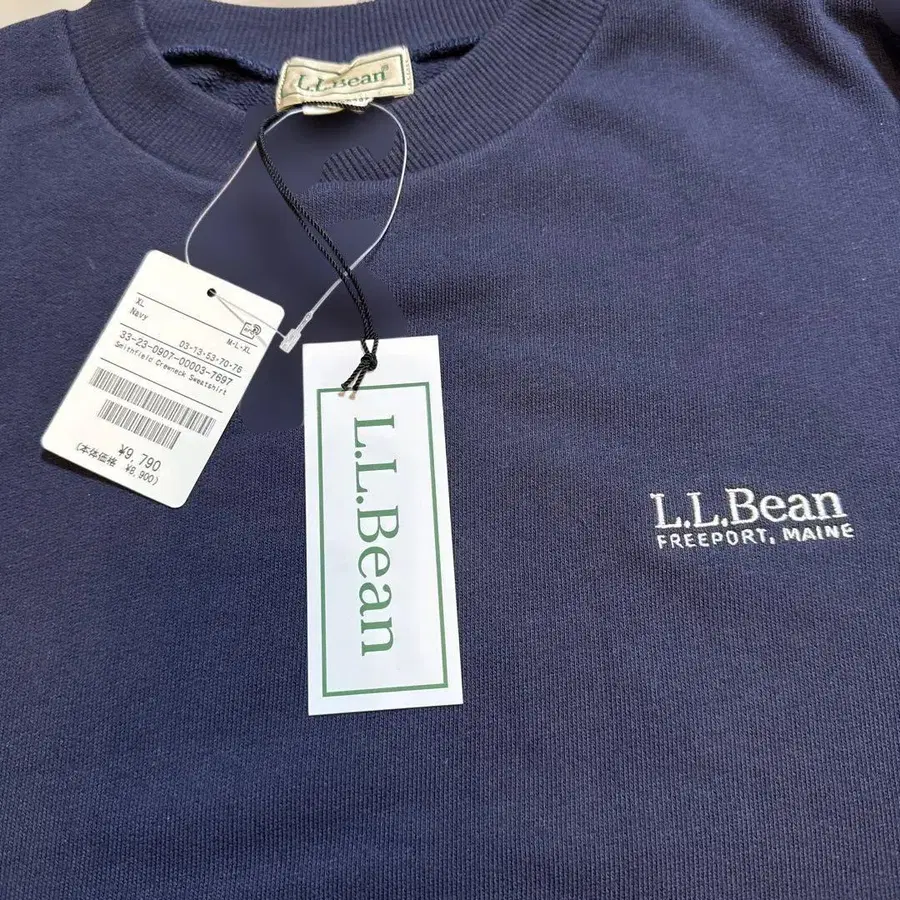 L.L.Bean®
XL
Navy
M·L·XL
03-13-53-70-76
33-23-0907-00003-7697
Smithfield Crewneck Sweatshirt
¥9,790
(本体価格 ¥8,900)
L.L.Bean
L.L.Bean
FREEPORT, MAINE